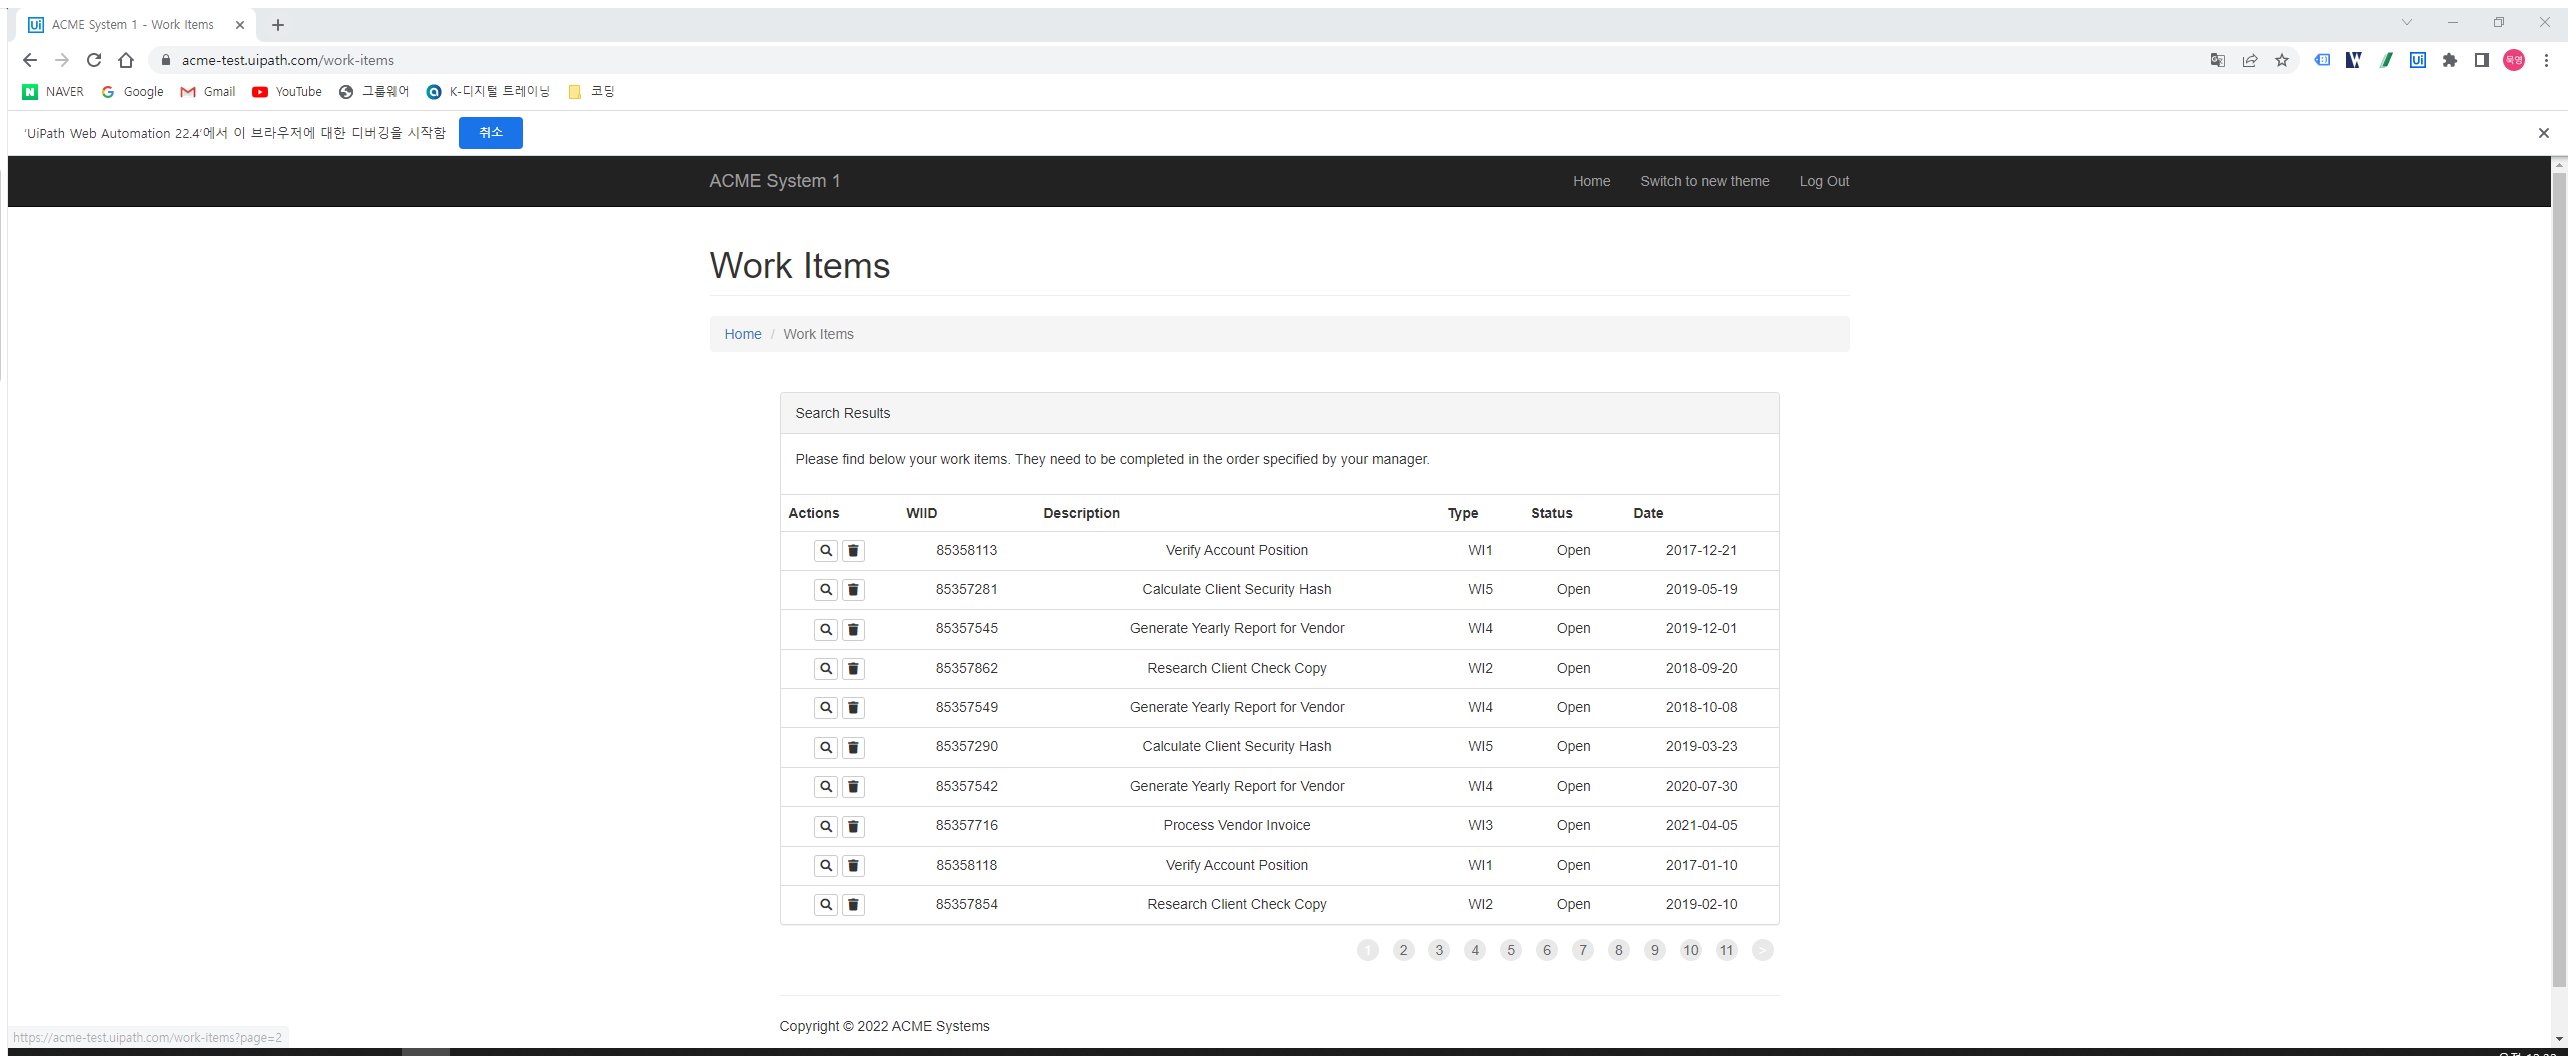 ACME System 1 - Work Items
acme-test.uipath.com/work-items
북영
NAVER Google Gmail YouTube 그룹웨어 K-디지털 트레이닝 코딩
'UiPath Web Automation 22.4'에서 이 브라우저에 대한 디버깅을 시작함 취소
ACME System 1 Home Switch to new theme Log Out
Work Items
Home / Work Items
Search Results
Please find below your work items. They need to be completed in the order specified by your manager.
Actions WIID Description Type Status Date
85358113 Verify Account Position WI1 Open 2017-12-21
85357281 Calculate Client Security Hash WI5 Open 2019-05-19
85357545 Generate Yearly Report for Vendor WI4 Open 2019-12-01
85357862 Research Client Check Copy WI2 Open 2018-09-20
85357549 Generate Yearly Report for Vendor WI4 Open 2018-10-08
85357290 Calculate Client Security Hash WI5 Open 2019-03-23
85357542 Generate Yearly Report for Vendor WI4 Open 2020-07-30
85357716 Process Vendor Invoice WI3 Open 2021-04-05
85358118 Verify Account Position WI1 Open 2017-01-10
85357854 Research Client Check Copy WI2 Open 2019-02-10
1 2 3 4 5 6 7 8 9 10 11 >
Copyright © 2022 ACME Systems
https://acme-test.uipath.com/work-items?page=2